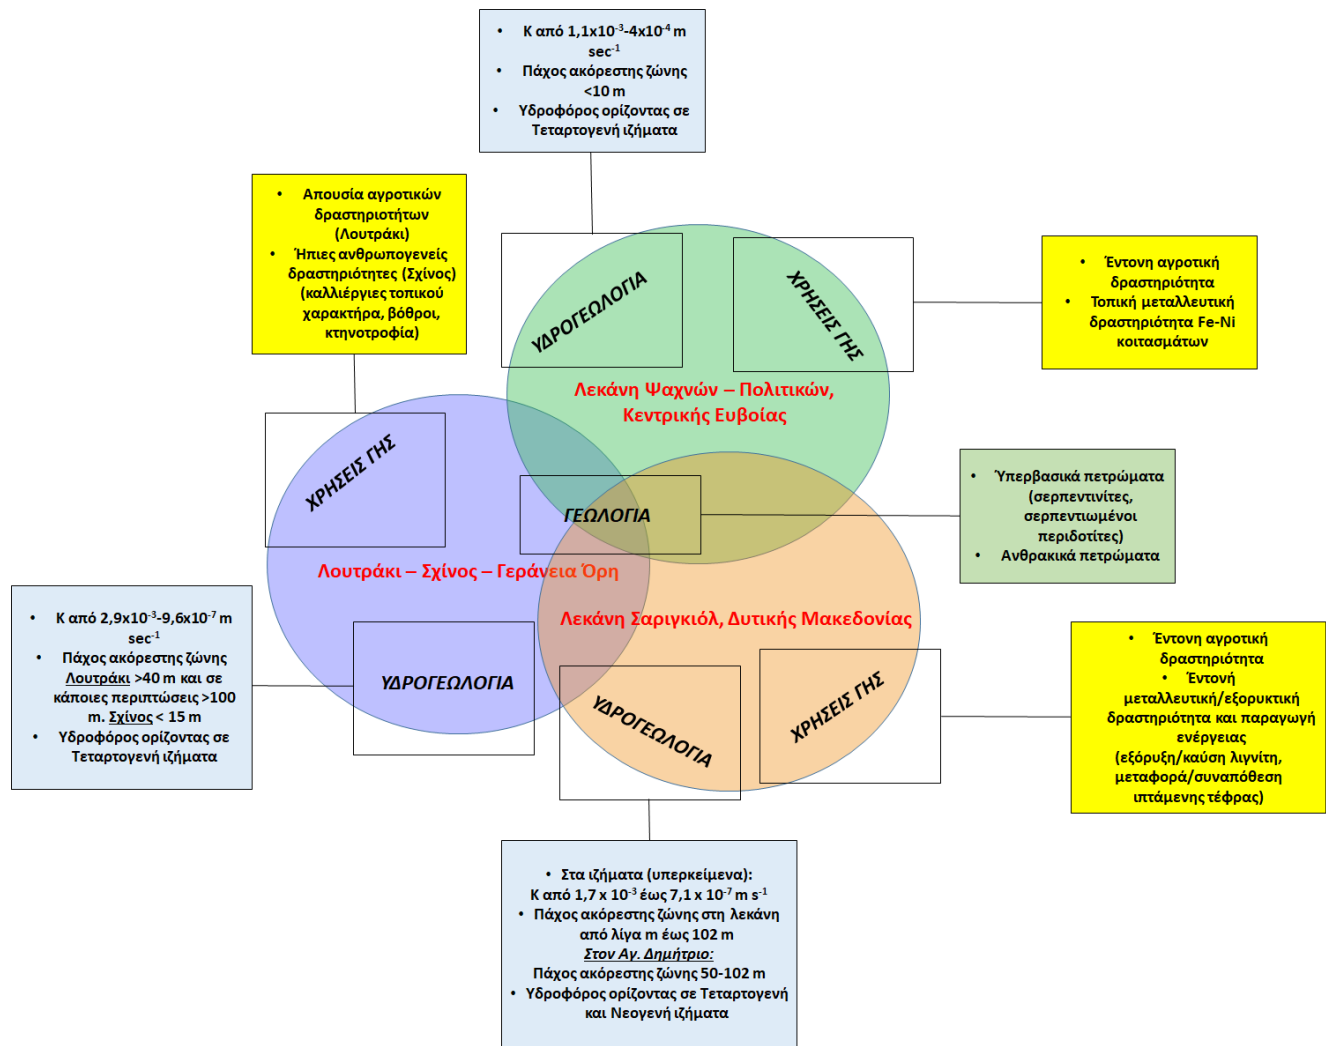 • Κ από 1,1x10⁻³-4x10⁻⁴ m
sec⁻¹
• Πάχος ακόρεστης ζώνης
<10 m
• Υδροφόρος ορίζοντας σε
Τεταρτογενή ιζήματα
• Απουσία αγροτικών
δραστηριοτήτων
(Λουτράκι)
• Ήπιες ανθρωπογενείς
δραστηριότητες (Σχίνος)
(καλλιέργιες τοπικού
χαρακτήρα, βόθροι,
κτηνοτροφία)
ΥΔΡΟΓΕΩΛΟΓΙΑ
ΧΡΗΣΕΙΣ ΓΗΣ
• Έντονη αγροτική
δραστηριότητα
• Τοπική μεταλλευτική
δραστηριότητα Fe-Ni
κοιτασμάτων
Λεκάνη Ψαχνών – Πολιτικών,
Κεντρικής Ευβοίας
ΧΡΗΣΕΙΣ ΓΗΣ
ΓΕΩΛΟΓΙΑ
• Ύπερβασικά πετρώματα
(σερπεντινίτες,
σερπεντιωμένοι
περιδοτίτες)
• Ανθρακικά πετρώματα
Λουτράκι – Σχίνος – Γεράνεια Όρη
• Κ από 2,9x10⁻³-9,6x10⁻⁷ m
sec⁻¹
• Πάχος ακόρεστης ζώνης
Λουτράκι >40 m και σε
κάποιες περιπτώσεις >100
m. Σχίνος < 15 m
• Υδροφόρος ορίζοντας σε
Τεταρτογενή ιζήματα
Λεκάνη Σαριγκιόλ, Δυτικής Μακεδονίας
ΥΔΡΟΓΕΩΛΟΓΙΑ
ΥΔΡΟΓΕΩΛΟΓΙΑ
ΧΡΗΣΕΙΣ ΓΗΣ
• Έντονη αγροτική
δραστηριότητα
• Έντονή
μεταλλευτική/εξορυκτική
δραστηριότητα και παραγωγή
ενέργειας
(εξόρυξη/καύση λιγνίτη,
μεταφορά/συναπόθεση
ιπτάμενης τέφρας)
• Στα ιζήματα (υπερκείμενα):
Κ από 1,7 x 10⁻³ έως 7,1 x 10⁻⁷ m s⁻¹
• Πάχος ακόρεστης ζώνης στη λεκάνη
από λίγα m έως 102 m
Στον Αγ. Δημήτριο:
Πάχος ακόρεστης ζώνης 50-102 m
• Υδροφόρος ορίζοντας σε Τεταρτογενή
και Νεογενή ιζήματα